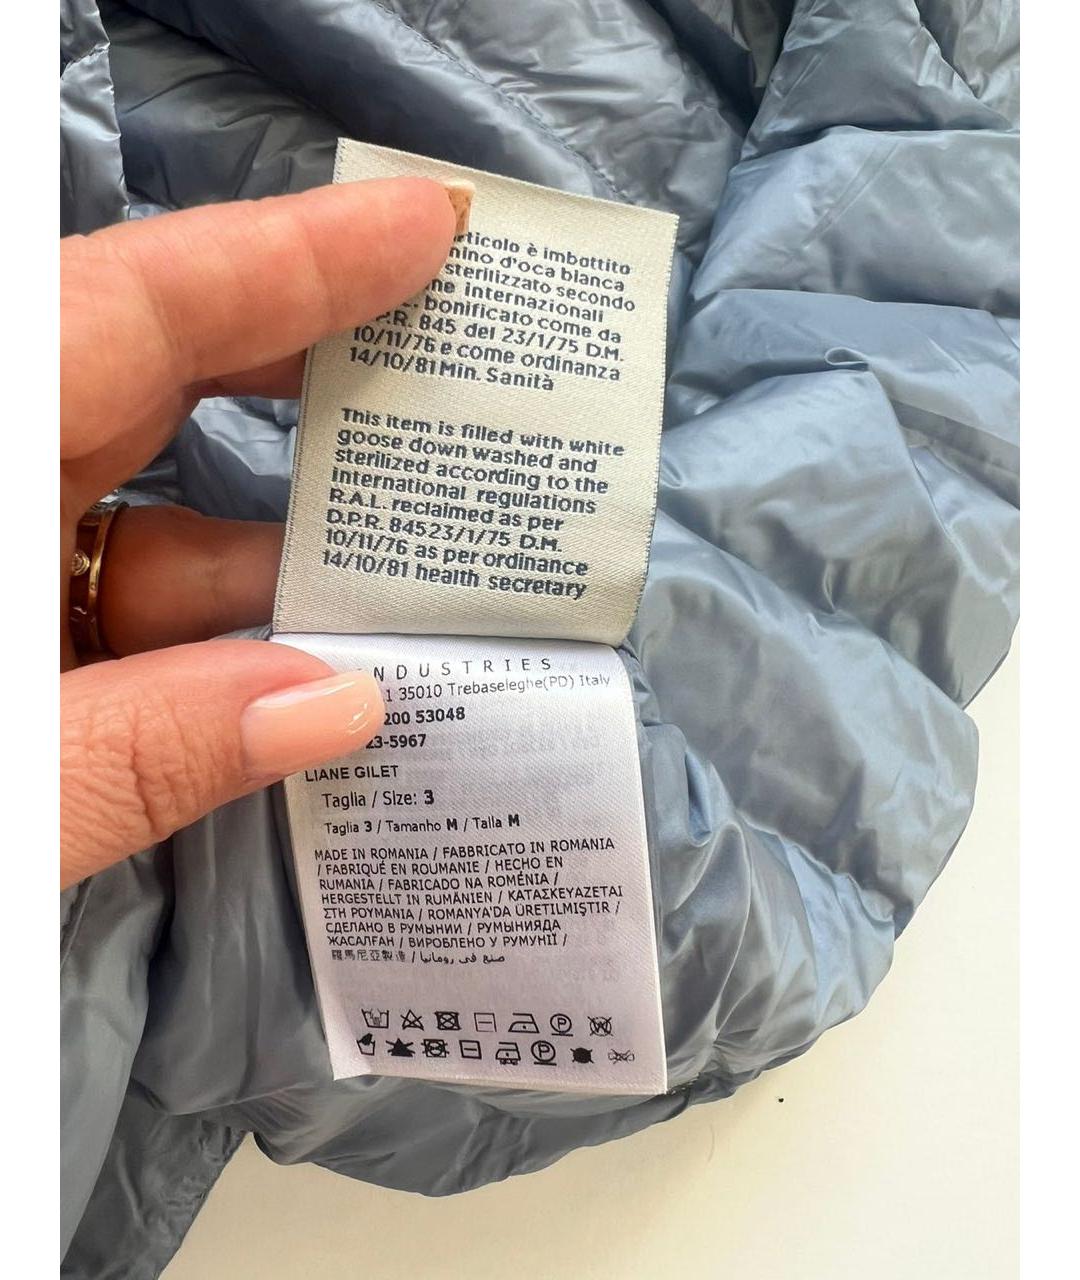 è imbottito
d'oca bianca
sterilizzato secondo
internazionali
bonificato come da
845 del 23/1/75 D.M.
10/11/76 e come ordinanza
14/10/81 Min. Sanità
This item is filled with white
goose down washed and
sterilized according to the
international regulations
R.A.L. reclaimed as per
D.P.R. 84523/1/75 D.M.
10/11/76 as per ordinance
14/10/81 health secretary
NDUSTRIES
1 35010 Trebaseleghe(PD) Italy
200 53048
23-5967
LIANE GILET
Taglia / Size: 3
Taglia 3 / Tamanho M / Talla M
MADE IN ROMANIA / FABBRICATO IN ROMANIA
/ FABRIQUÉ EN ROUMANIE / HECHO EN
RUMANIA / FABRICADO NA ROMÉNIA /
HERGESTELLT IN RUMÄNIEN / ΚΑΤΑΣΚΕΥΑΖΕΤΑΙ
ΣΤΗ ΡΟΥΜΑΝΙΑ / ROMANYA'DA ÜRETILMIŞTIR /
СДЕЛАНО В РУМЫНИИ / РУМЫНИЯДА
ЖАСАЛҒАН / ВИРОБЛЕНО У РУМУНІЇ /
羅馬尼亞製造 / صنع في رومانيا